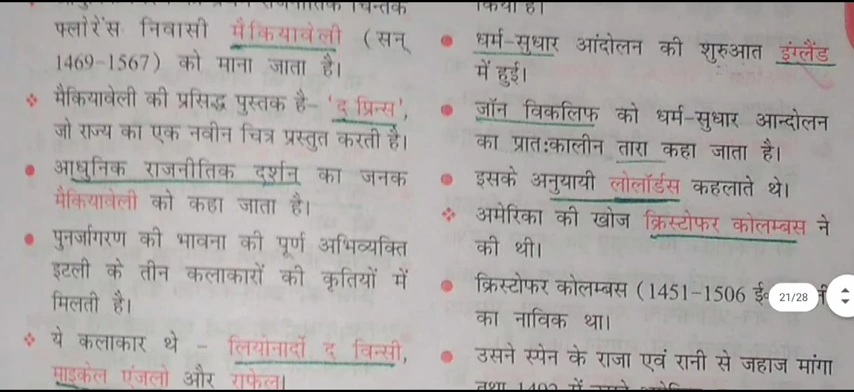 फ्लोरेंस निवासी मैकियावेली (सन्
1469-1567) को माना जाता है।
मैकियावेली की प्रसिद्ध पुस्तक है- 'द प्रिन्स',
जो राज्य का एक नवीन चित्र प्रस्तुत करती है।
आधुनिक राजनीतिक दर्शन का जनक
मैकियावेली को कहा जाता है।
पुनर्जागरण की भावना की पूर्ण अभिव्यक्ति
इटली के तीन कलाकारों की कृतियों में
मिलती है।
ये कलाकार थे - लियोनार्दो द विन्सी,
माइकेल एंजलो और राफेल।
धर्म-सुधार आंदोलन की शुरुआत इंग्लैंड
में हुई।
जॉन विकलिफ को धर्म-सुधार आन्दोलन
का प्रात:कालीन तारा कहा जाता है।
इसके अनुयायी लोलॉर्डस कहलाते थे।
अमेरिका की खोज क्रिस्टोफर कोलम्बस ने
की थी।
क्रिस्टोफर कोलम्बस (1451-1506 ई
का नाविक था।
उसने स्पेन के राजा एवं रानी से जहाज मांगा
21/28